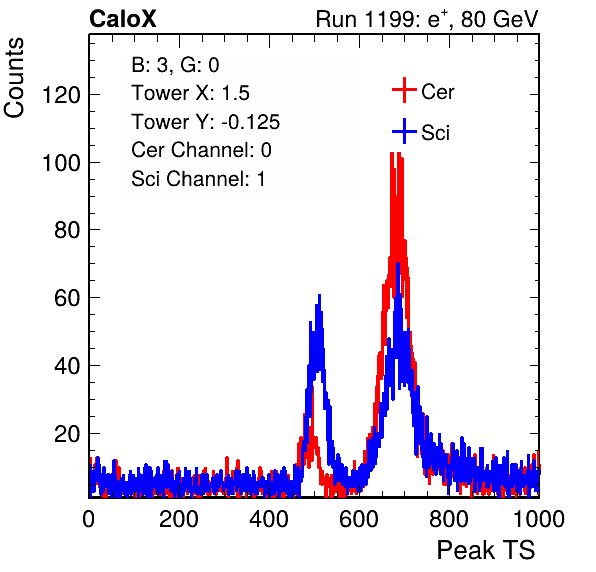 CaloX
Run 1199: e+, 80 GeV
Counts
B: 3, G: 0
Tower X: 1.5
Tower Y: -0.125
Cer Channel: 0
Sci Channel: 1
Cer
Sci
120
100
80
60
40
20
0 200 400 600 800 1000
Peak TS